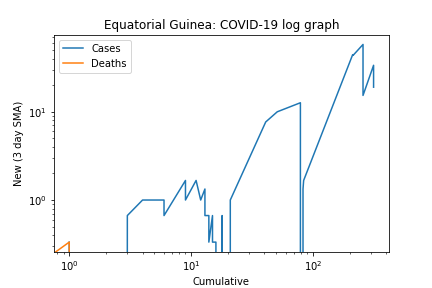 Equatorial Guinea: COVID-19 log graph
Cases
Deaths
New (3 day SMA)
10¹
10⁰
10⁰ 10¹ 10²
Cumulative